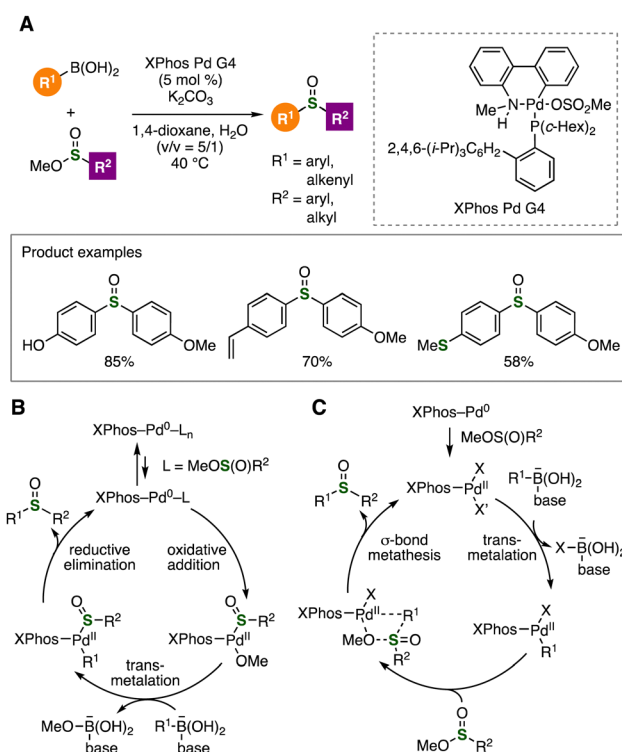 A
R¹
B(OH)₂
+
O
S
MeO
R²
XPhos Pd G4
(5 mol %)
K₂CO₃
1,4-dioxane, H₂O
(v/v = 5/1)
40 °C
O
R¹
S
R²
R¹ = aryl,
alkenyl
R² = aryl,
alkyl
MeN–Pd-OSO₂Me
H
P(c-Hex)₂
2,4,6-(i-Pr)₃C₆H₂
XPhos Pd G4
Product examples
O
S
HO
OMe
85%
O
S
OMe
70%
O
S
MeS
OMe
58%
B
XPhos–Pd⁰–Lₙ
L = MeOS(O)R²
XPhos–Pd⁰–L
O
S
R¹ R²
reductive
elimination
oxidative
addition
O
S–R²
XPhos–Pdᴵᴵ
R¹
O
S–R²
XPhos–Pdᴵᴵ
OMe
trans-
metalation
MeO–B̄(OH)₂
base
R¹–B̄(OH)₂
base
C
XPhos–Pd⁰
MeOS(O)R²
X
XPhos–Pdᴵᴵ
X'
R¹–B̄(OH)₂
base
O
S
R¹ R²
σ-bond
metathesis
trans-
metalation
X–B̄(OH)₂
base
X
XPhos–Pdᴵᴵ---R¹
MeO---S=O
R²
X
XPhos–Pdᴵᴵ
R¹
O
S
MeO R²